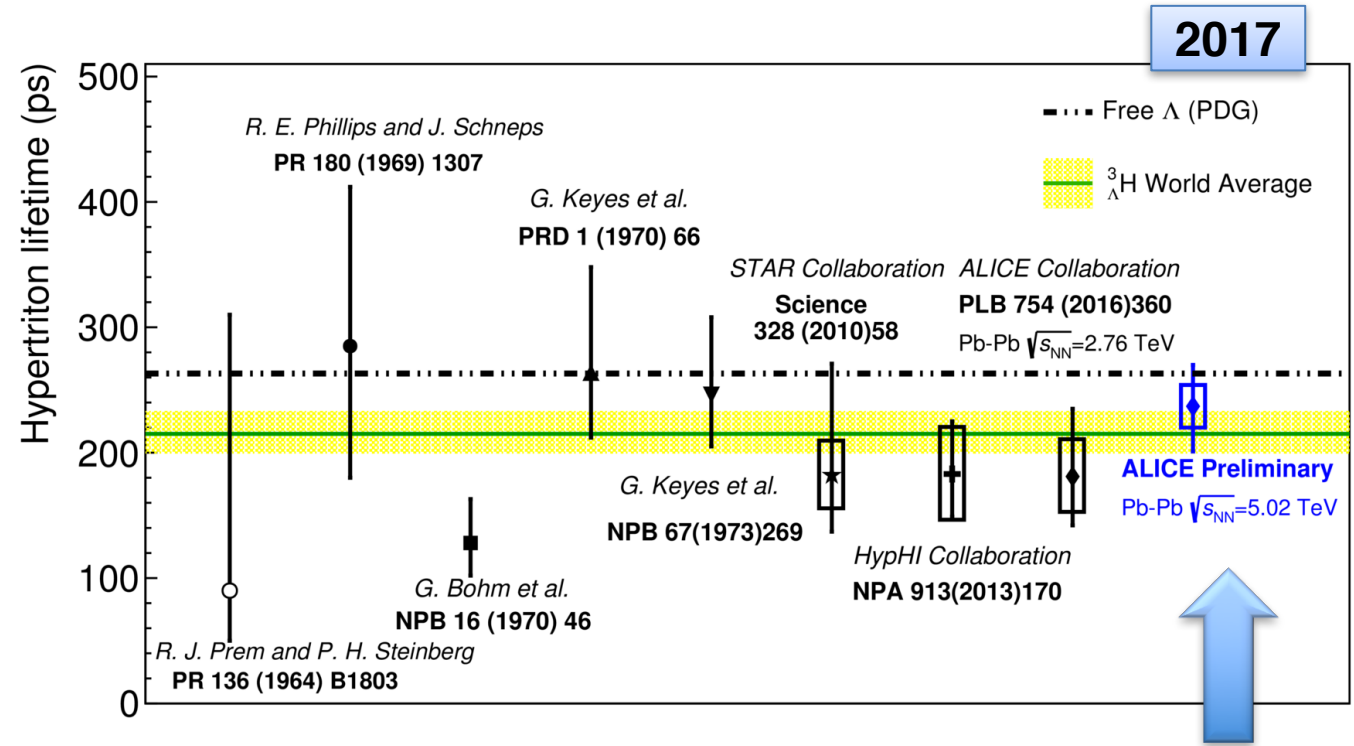 2017
Hypertriton lifetime (ps)
500
400
300
200
100
0
Free Λ (PDG)
³ΛH World Average
R. E. Phillips and J. Schneps
PR 180 (1969) 1307
G. Keyes et al.
PRD 1 (1970) 66
STAR Collaboration
Science
328 (2010)58
ALICE Collaboration
PLB 754 (2016)360
Pb-Pb √sNN=2.76 TeV
ALICE Preliminary
Pb-Pb √sNN=5.02 TeV
G. Keyes et al.
NPB 67(1973)269
HypHI Collaboration
NPA 913(2013)170
G. Bohm et al.
NPB 16 (1970) 46
R. J. Prem and P. H. Steinberg
PR 136 (1964) B1803